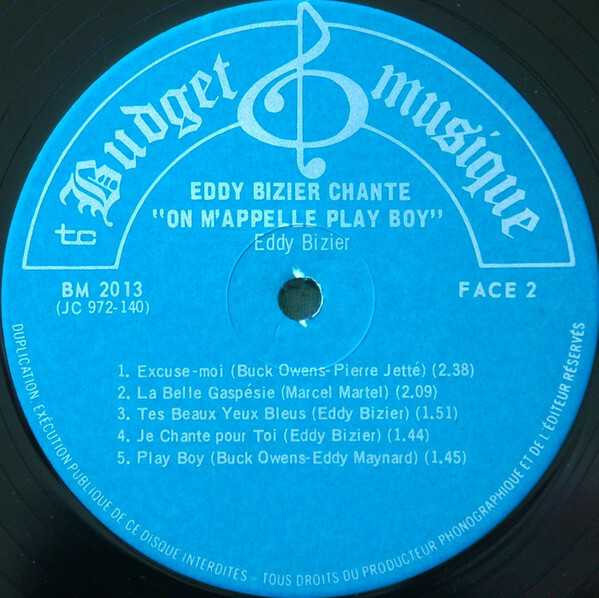 Budget musique
EDDY BIZIER CHANTE
"ON M'APPELLE PLAY BOY"
Eddy Bizier
BM 2013
(JC 972-140)
FACE 2
1. Excuse-moi (Buck Owens-Pierre Jetté) (2.38)
2. La Belle Gaspésie (Marcel Martel) (2.09)
3. Tes Beaux Yeux Bleus (Eddy Bizier) (1.51)
4. Je Chante pour Toi (Eddy Bizier) (1.44)
5. Play Boy (Buck Owens-Eddy Maynard) (1.45)
DUPLICATION EXÉCUTION PUBLIQUE DE CE DISQUE INTERDITES – TOUS DROITS DU PRODUCTEUR PHONOGRAPHIQUE ET DE L'ÉDITEUR RÉSERVÉS